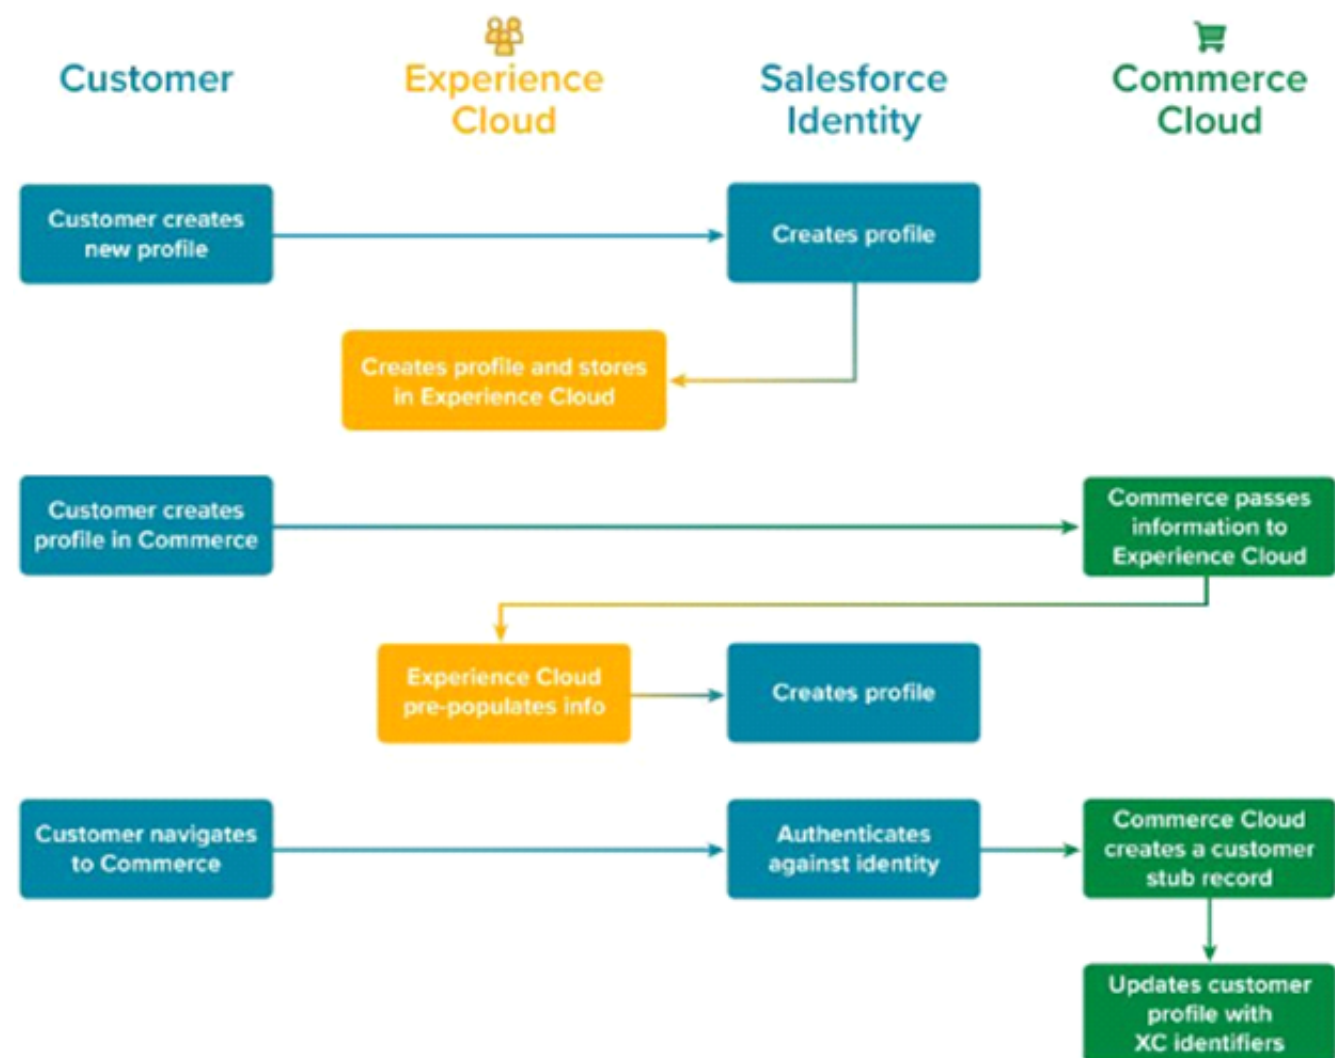 Customer
Experience
Cloud
Salesforce
Identity
Commerce
Cloud
Customer creates
new profile
Creates profile
Creates profile and stores
in Experience Cloud
Customer creates
profile in Commerce
Commerce passes
information to
Experience Cloud
Experience Cloud
pre-populates info
Creates profile
Customer navigates
to Commerce
Authenticates
against identity
Commerce Cloud
creates a customer
stub record
Updates customer
profile with
XC identifiers